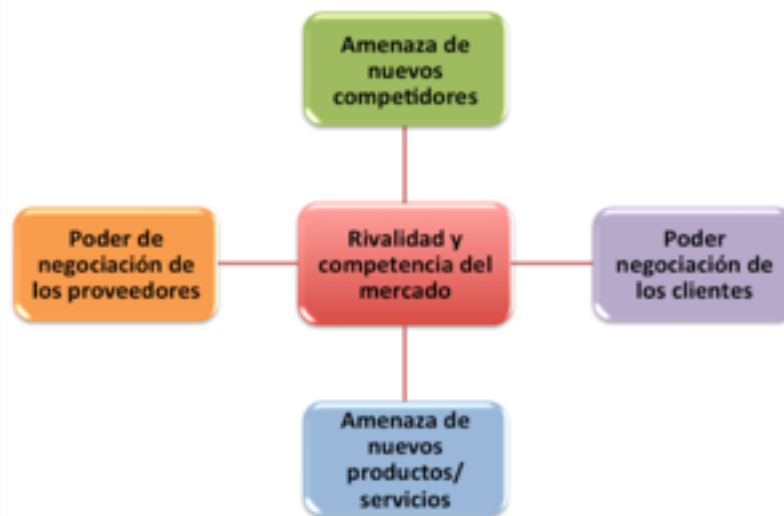 Amenaza de
nuevos
competidores
Poder de
negociación de
los proveedores
Rivalidad y
competencia del
mercado
Poder
negociación de
los clientes
Amenaza de
nuevos
productos/
servicios